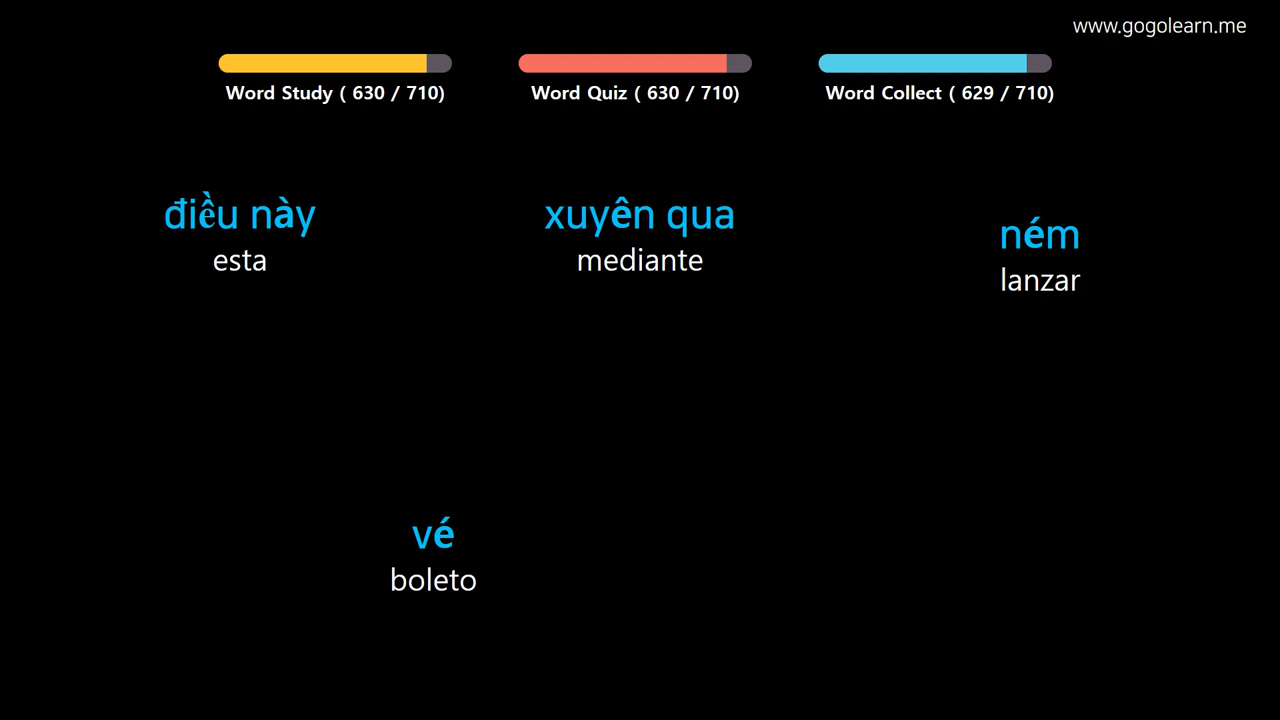 www.gogolearn.me
Word Study ( 630 / 710)
Word Quiz ( 630 / 710)
Word Collect ( 629 / 710)
điều này
esta
xuyên qua
mediante
ném
lanzar
vé
boleto